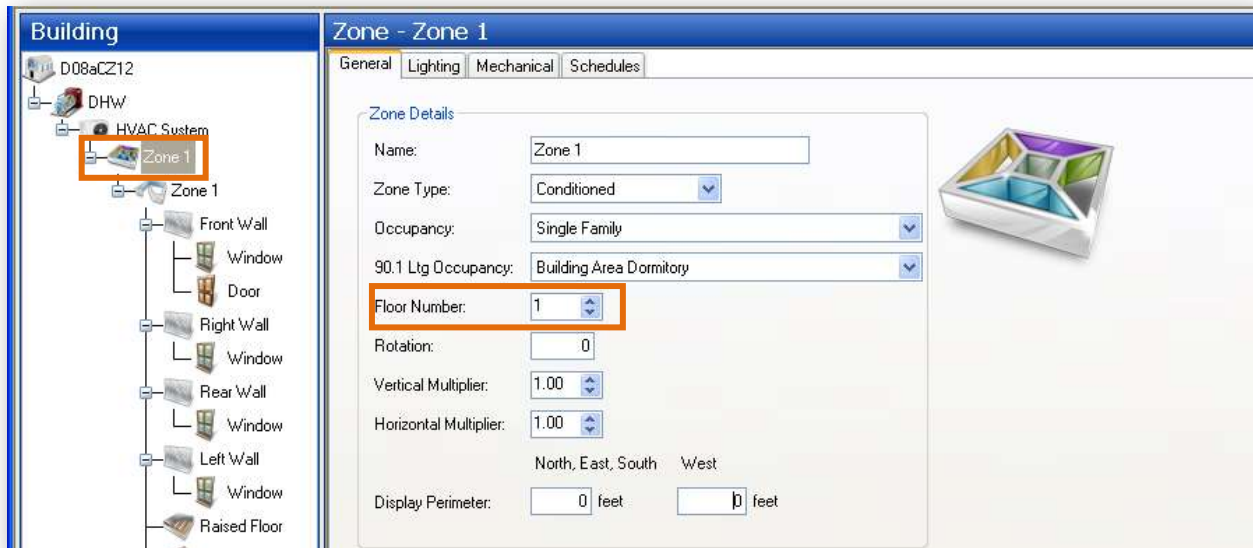 Building
D08aCZ12
DHW
HVAC System
Zone 1
Zone 1
Front Wall
Window
Door
Right Wall
Window
Rear Wall
Window
Left Wall
Window
Raised Floor
Zone - Zone 1
General Lighting Mechanical Schedules
Zone Details
Name: Zone 1
Zone Type: Conditioned
Occupancy: Single Family
90.1 Ltg Occupancy: Building Area Dormitory
Floor Number: 1
Rotation: 0
Vertical Multiplier: 1.00
Horizontal Multiplier: 1.00
North, East, South West
Display Perimeter: 0 feet 0 feet